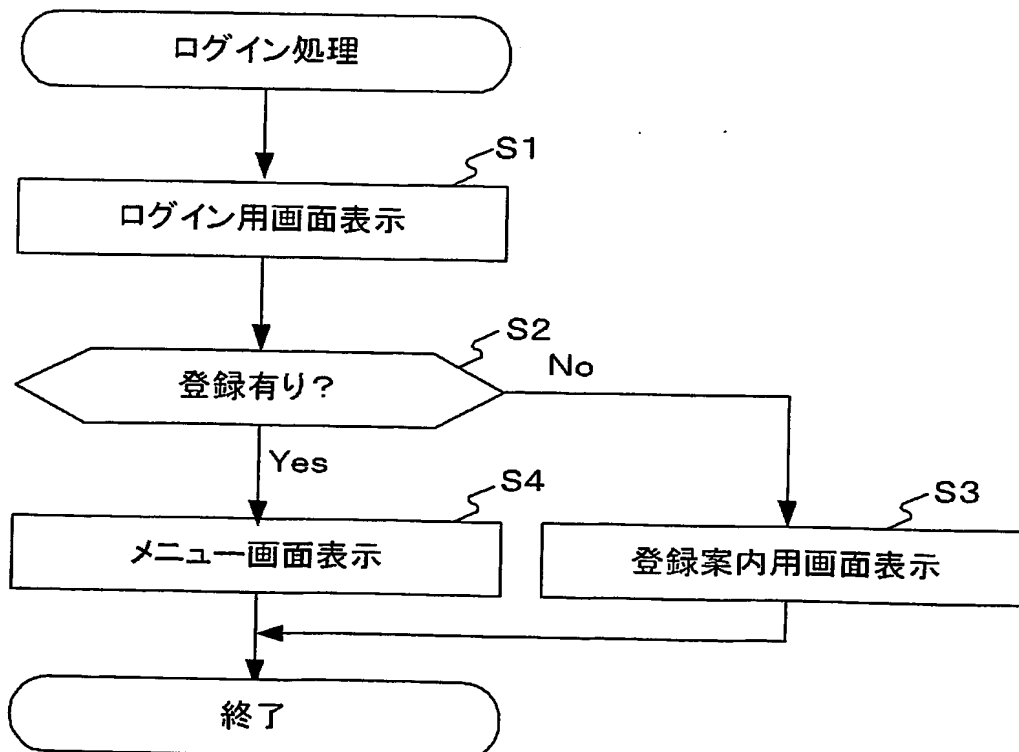 ログイン処理
S1
ログイン用画面表示
S2
登録有り?
No
Yes
S4
メニュー画面表示
S3
登録案内用画面表示
終了